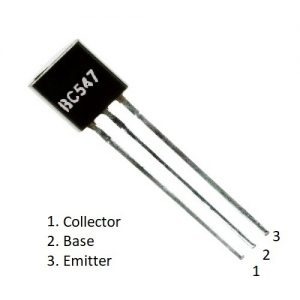 BC547
1. Collector
2. Base
3. Emitter
3
2
1